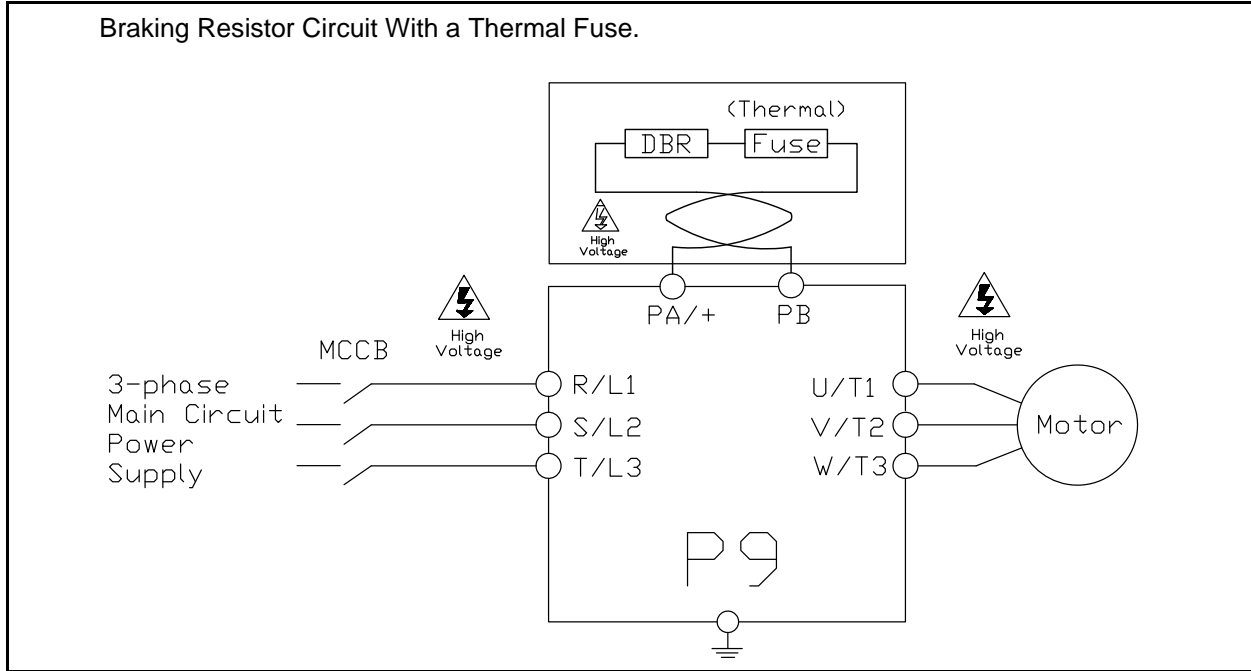 Braking Resistor Circuit With a Thermal Fuse.
(Thermal)
DBR
Fuse
High
Voltage
PA/+
PB
High
Voltage
High
Voltage
MCCB
3-phase
Main Circuit
Power
Supply
R/L1
S/L2
T/L3
U/T1
V/T2
W/T3
Motor
P9